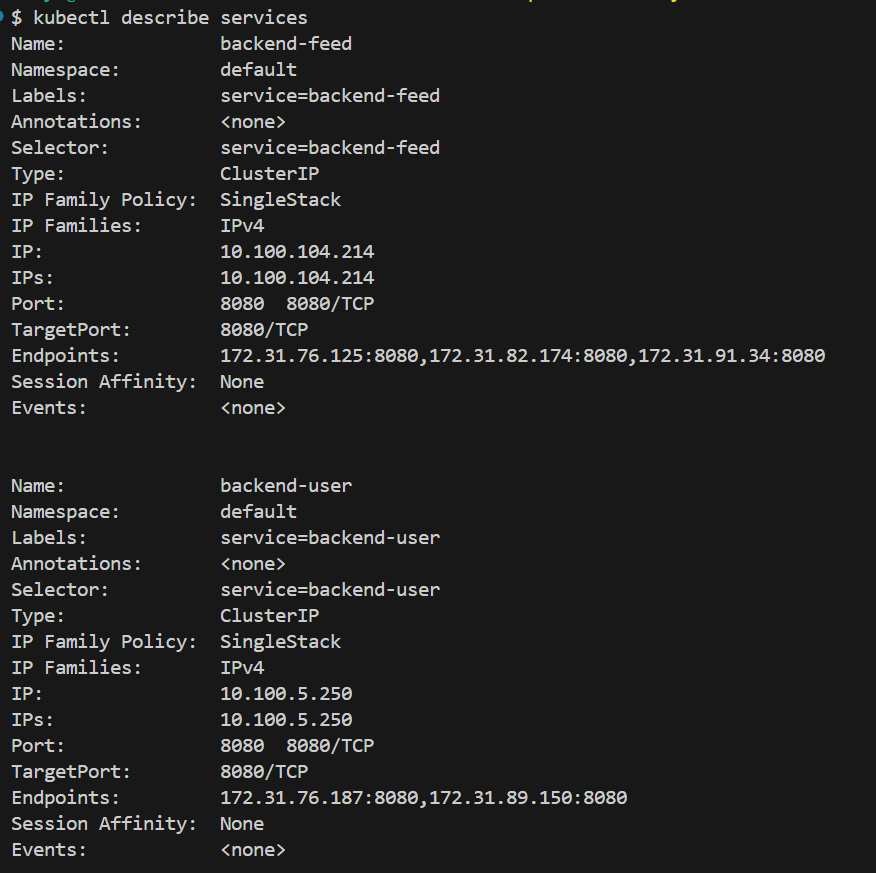 $ kubectl describe services
Name:              backend-feed
Namespace:         default
Labels:            service=backend-feed
Annotations:       <none>
Selector:          service=backend-feed
Type:              ClusterIP
IP Family Policy:  SingleStack
IP Families:       IPv4
IP:                10.100.104.214
IPs:               10.100.104.214
Port:              8080  8080/TCP
TargetPort:        8080/TCP
Endpoints:         172.31.76.125:8080,172.31.82.174:8080,172.31.91.34:8080
Session Affinity:  None
Events:            <none>
Name:              backend-user
Namespace:         default
Labels:            service=backend-user
Annotations:       <none>
Selector:          service=backend-user
Type:              ClusterIP
IP Family Policy:  SingleStack
IP Families:       IPv4
IP:                10.100.5.250
IPs:               10.100.5.250
Port:              8080  8080/TCP
TargetPort:        8080/TCP
Endpoints:         172.31.76.187:8080,172.31.89.150:8080
Session Affinity:  None
Events:            <none>